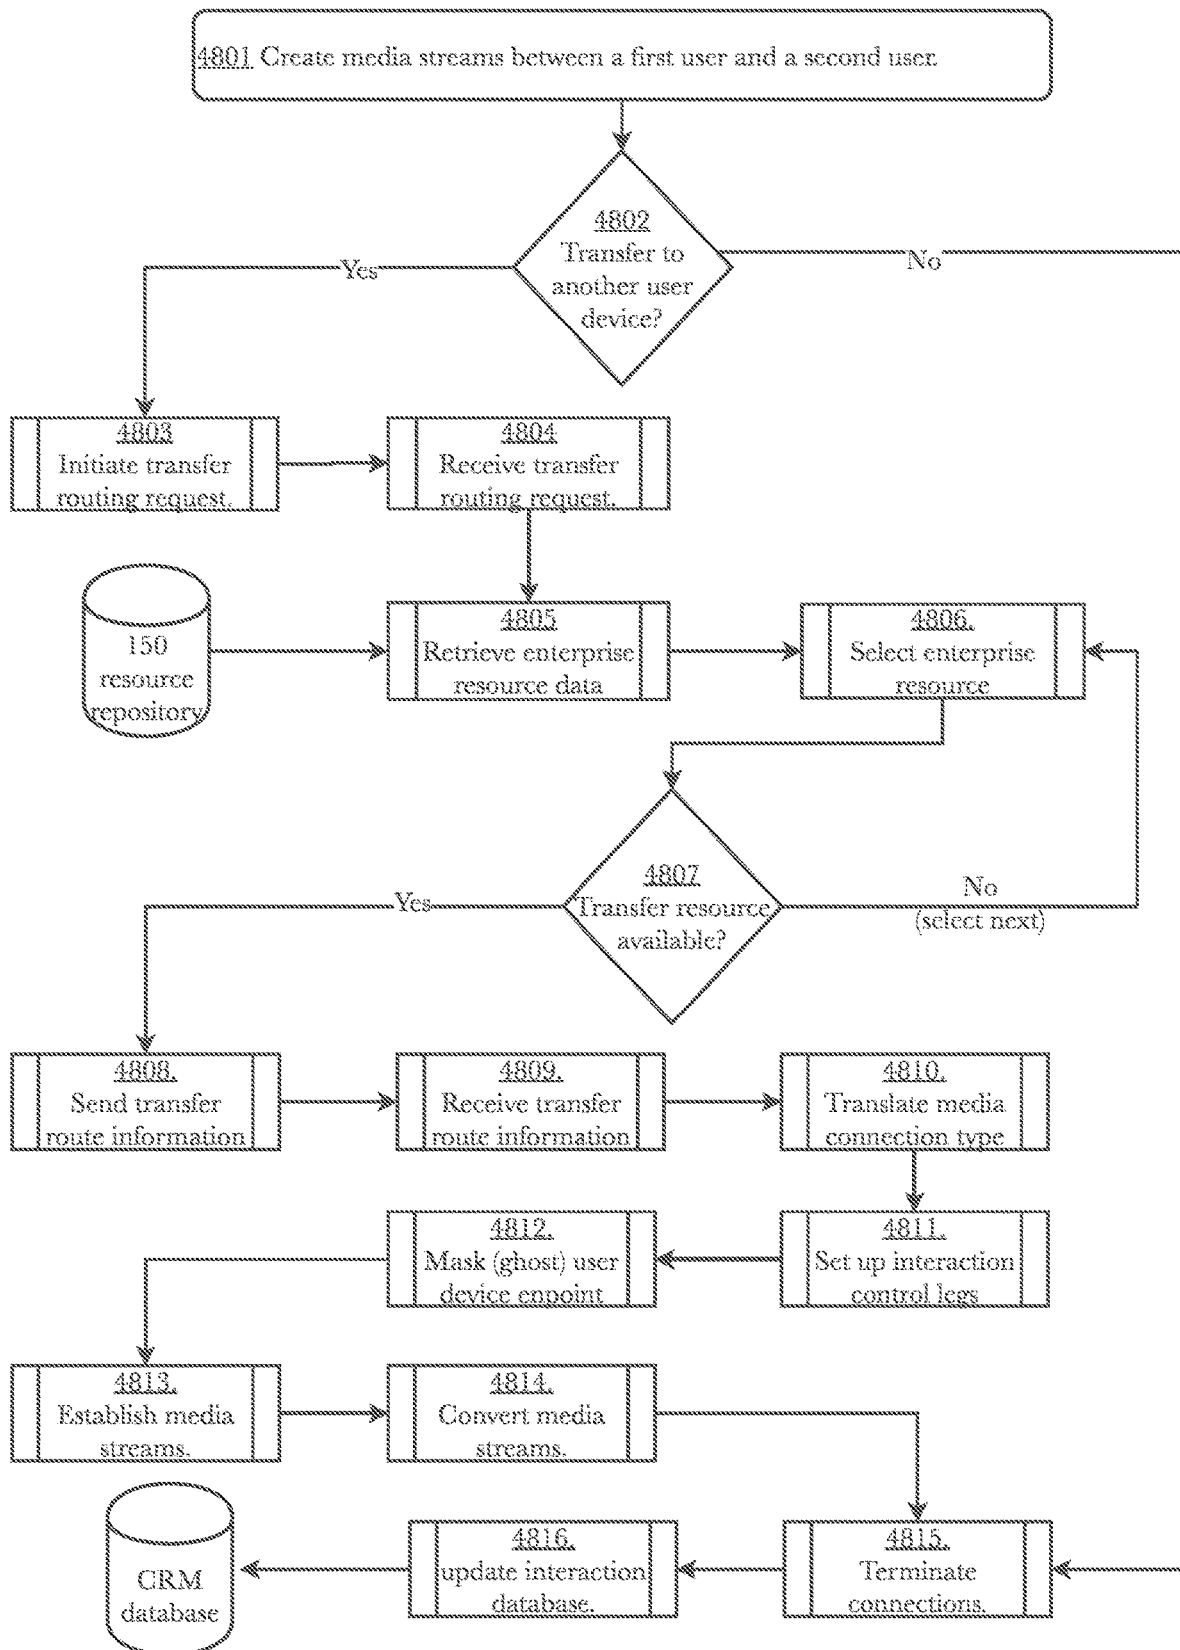 4801 Create media streams between a first user and a second user.
4802
Transfer to
another user
device?
Yes
No
4803
Initiate transfer
routing request.
4804
Receive transfer
routing request.
150
resource
repository
4805
Retrieve enterprise
resource data
4806.
Select enterprise
resource
4807
Transfer resource
available?
Yes
No
(select next)
4808.
Send transfer
route information
4809.
Receive transfer
route information
4810.
Translate media
connection type
4812.
Mask (ghost) user
device enpoint
4811.
Set up interaction
control legs
4813.
Establish media
streams.
4814.
Convert media
streams.
CRM
database
4816.
update interaction
database.
4815.
Terminate
connections.